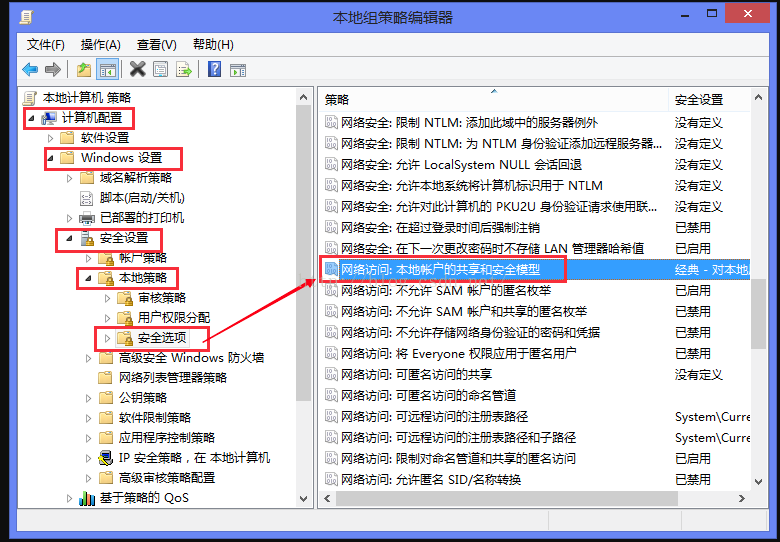 本地组策略编辑器
文件(F) 操作(A) 查看(V) 帮助(H)
本地计算机 策略
计算机配置
软件设置
Windows 设置
域名解析策略
脚本(启动/关机)
已部署的打印机
安全设置
帐户策略
本地策略
审核策略
用户权限分配
安全选项
高级安全 Windows 防火墙
网络列表管理器策略
公钥策略
软件限制策略
应用程序控制策略
IP 安全策略，在 本地计算机
高级审核策略配置
基于策略的 QoS
策略 安全设置
网络安全: 限制 NTLM: 添加此域中的服务器例外 没有定义
网络安全: 限制 NTLM: 为 NTLM 身份验证添加远程服务器... 没有定义
网络安全: 允许 LocalSystem NULL 会话回退 没有定义
网络安全: 允许本地系统将计算机标识用于 NTLM 没有定义
网络安全: 允许对此计算机的 PKU2U 身份验证请求使用联... 没有定义
网络安全: 在超过登录时间后强制注销 已禁用
网络安全: 在下一次更改密码时不存储 LAN 管理器哈希值 已启用
网络访问: 本地帐户的共享和安全模型 经典 - 对本地
网络访问: 不允许 SAM 帐户的匿名枚举 已启用
网络访问: 不允许 SAM 帐户和共享的匿名枚举 已禁用
网络访问: 不允许存储网络身份验证的密码和凭据 已禁用
网络访问: 将 Everyone 权限应用于匿名用户 已禁用
网络访问: 可匿名访问的共享 没有定义
网络访问: 可匿名访问的命名管道
网络访问: 可远程访问的注册表路径 System\Curre
网络访问: 可远程访问的注册表路径和子路径 System\Curre
网络访问: 限制对命名管道和共享的匿名访问 已启用
网络访问: 允许匿名 SID/名称转换 已禁用